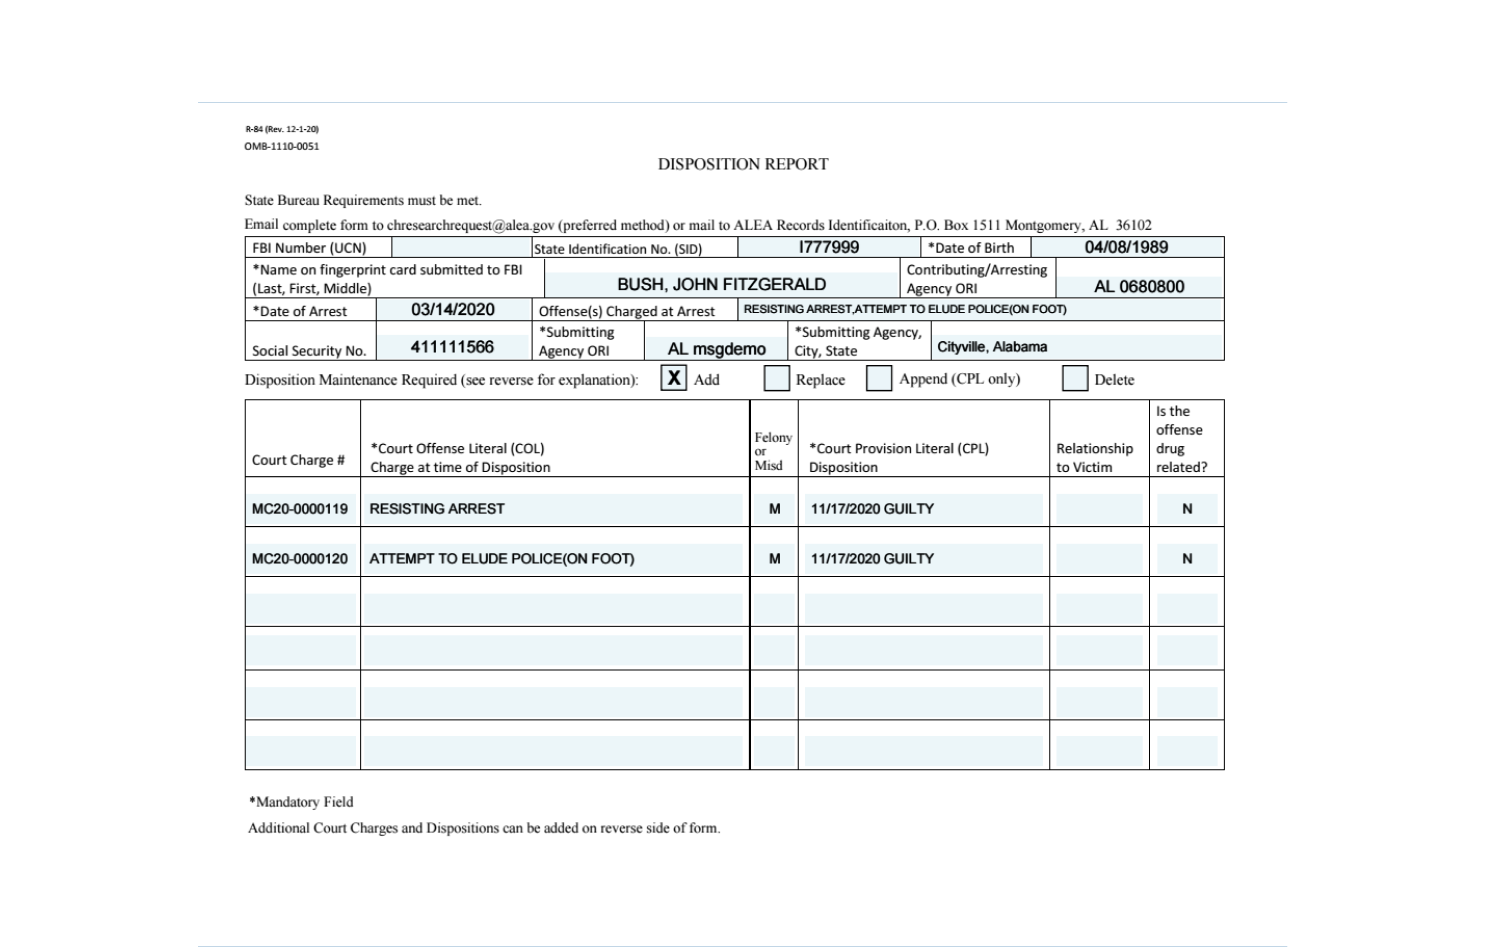 R-84 (Rev. 12-1-20)
OMB-1110-0051
DISPOSITION REPORT
State Bureau Requirements must be met.
Email complete form to chresearchrequest@alea.gov (preferred method) or mail to ALEA Records Identificaiton, P.O. Box 1511 Montgomery, AL 36102
FBI Number (UCN) State Identification No. (SID) I777999 *Date of Birth 04/08/1989
*Name on fingerprint card submitted to FBI
(Last, First, Middle) BUSH, JOHN FITZGERALD Contributing/Arresting
Agency ORI AL 0680800
*Date of Arrest 03/14/2020 Offense(s) Charged at Arrest RESISTING ARREST,ATTEMPT TO ELUDE POLICE(ON FOOT)
Social Security No. 411111566 *Submitting
Agency ORI AL msgdemo *Submitting Agency,
City, State Cityville, Alabama
Disposition Maintenance Required (see reverse for explanation): X Add Replace Append (CPL only) Delete
Court Charge #
*Court Offense Literal (COL)
Charge at time of Disposition
Felony
or
Misd
*Court Provision Literal (CPL)
Disposition
Relationship
to Victim
Is the
offense
drug
related?
MC20-0000119 RESISTING ARREST M 11/17/2020 GUILTY N
MC20-0000120 ATTEMPT TO ELUDE POLICE(ON FOOT) M 11/17/2020 GUILTY N
*Mandatory Field
Additional Court Charges and Dispositions can be added on reverse side of form.